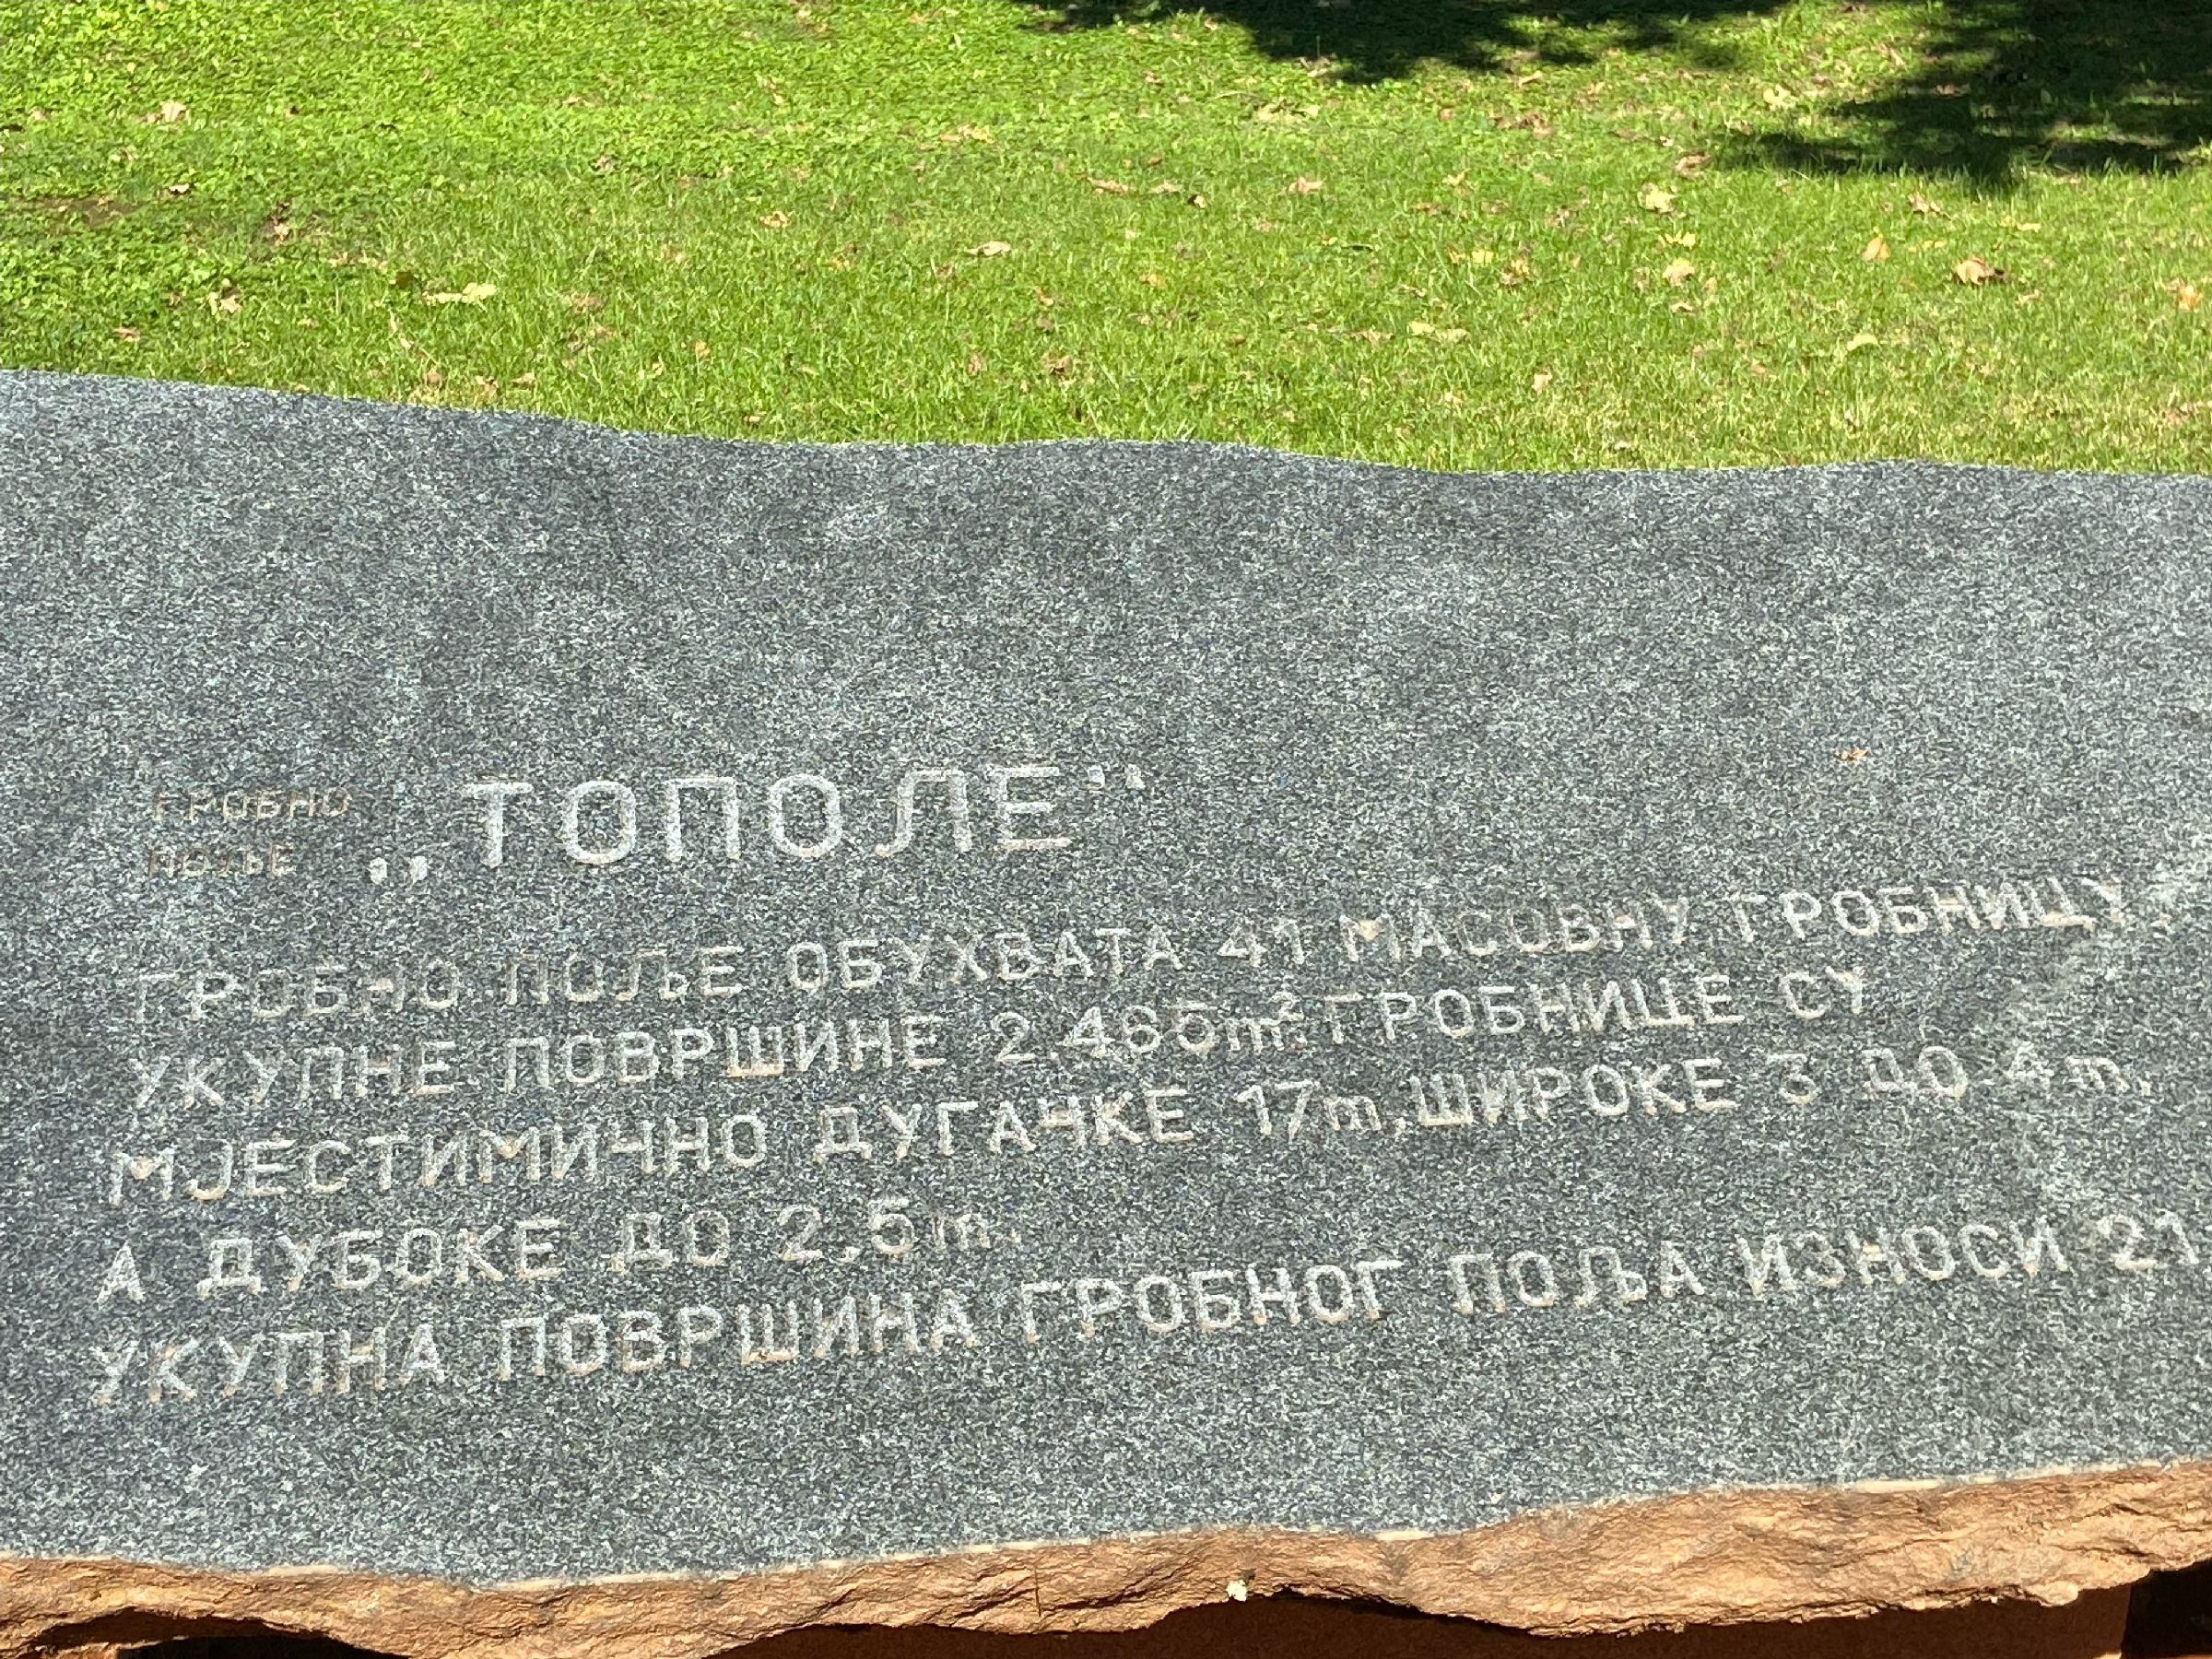 ГРОБНО
ПОЉЕ „ТОПОЛЕ"
ГРОБНО ПОЉЕ ОБУХВАТА 41 МАСОВНУ ГРОБНИЦУ,
УКУПНЕ ПОВРШИНЕ 2.485m². ГРОБНИЦЕ СУ
МЈЕСТИМИЧНО ДУГАЧКЕ 17m, ШИРОКЕ 3 ДО 4m,
А ДУБОКЕ ДО 2,5m.
УКУПНА ПОВРШИНА ГРОБНОГ ПОЉА ИЗНОСИ